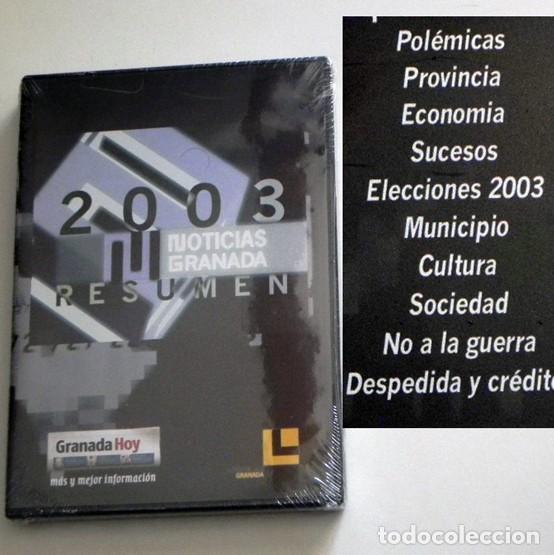 2003
NOTICIAS
GRANADA
RESUMEN
Granada Hoy
más y mejor información
GRANADA
Polémicas
Provincia
Economia
Sucesos
Elecciones 2003
Municipio
Cultura
Sociedad
No a la guerra
Despedida y crédito
todocoleccion